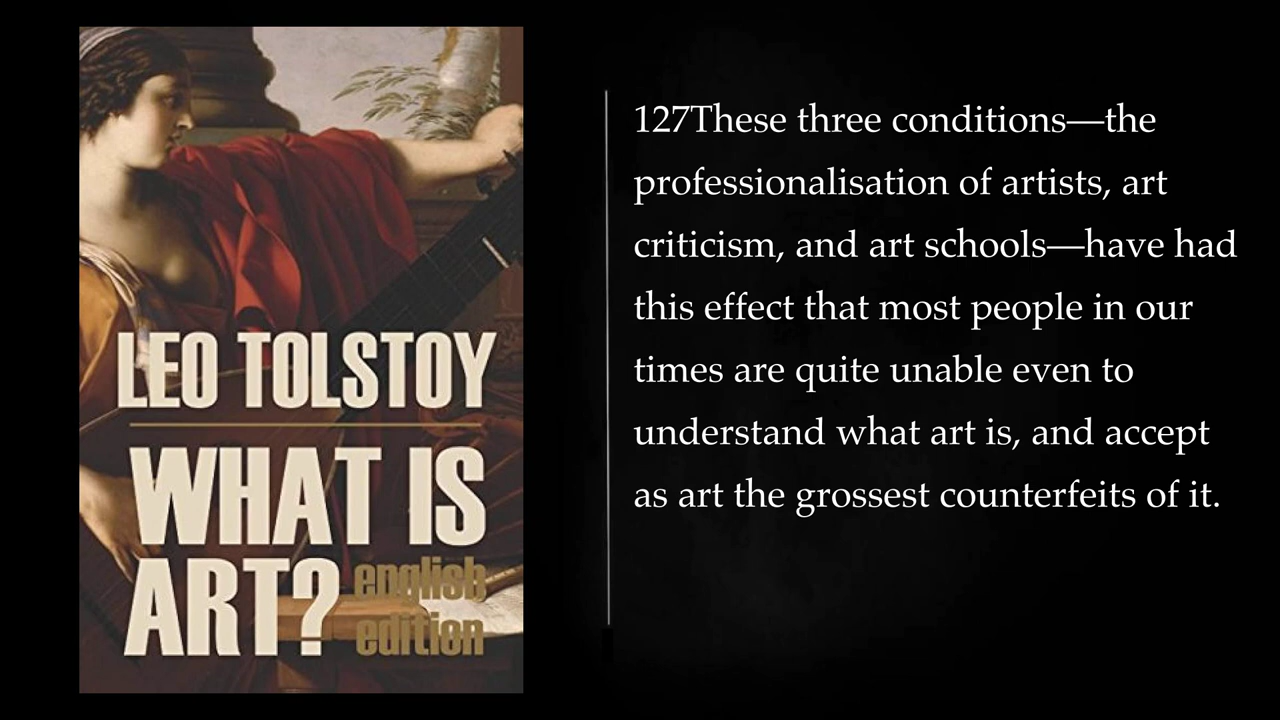 LEO TOLSTOY
WHAT IS
ART?
english
edition
127These three conditions—the
professionalisation of artists, art
criticism, and art schools—have had
this effect that most people in our
times are quite unable even to
understand what art is, and accept
as art the grossest counterfeits of it.